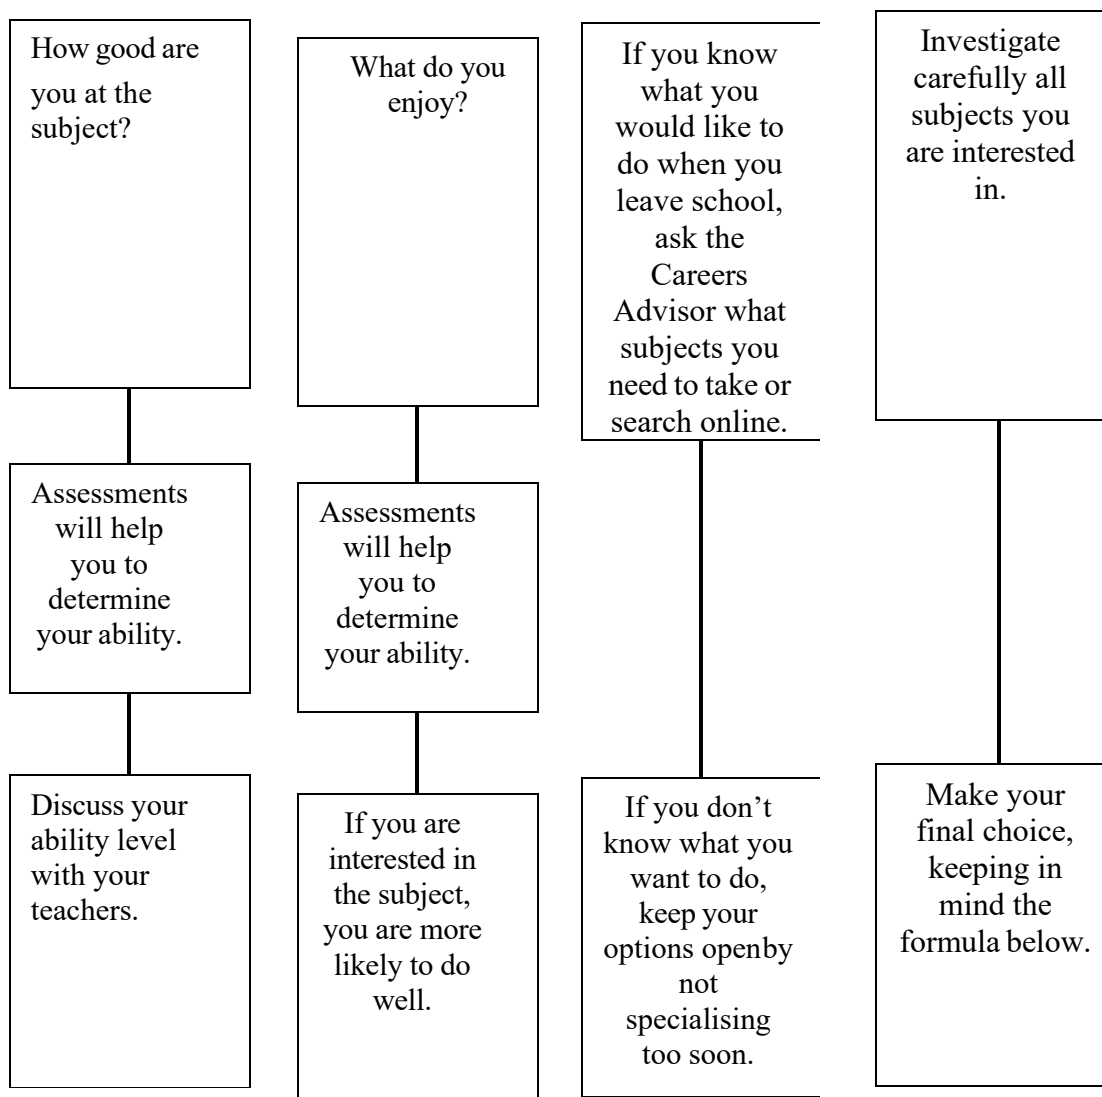 How good are
you at the
subject?
Assessments
will help
you to
determine
your ability.
Discuss your
ability level
with your
teachers.
What do you
enjoy?
Assessments
will help
you to
determine
your ability.
If you are
interested in
the subject,
you are more
likely to do
well.
If you know
what you
would like to
do when you
leave school,
ask the
Careers
Advisor what
subjects you
need to take or
search online.
If you don’t
know what you
want to do,
keep your
options openby
not
specialising
too soon.
Investigate
carefully all
subjects you
are interested
in.
Make your
final choice,
keeping in
mind the
formula below.